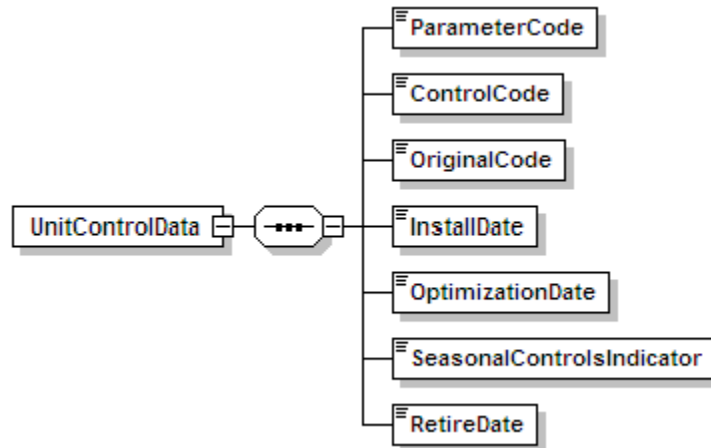 ParameterCode
ControlCode
OriginalCode
UnitControlData
InstallDate
OptimizationDate
SeasonalControlsIndicator
RetireDate